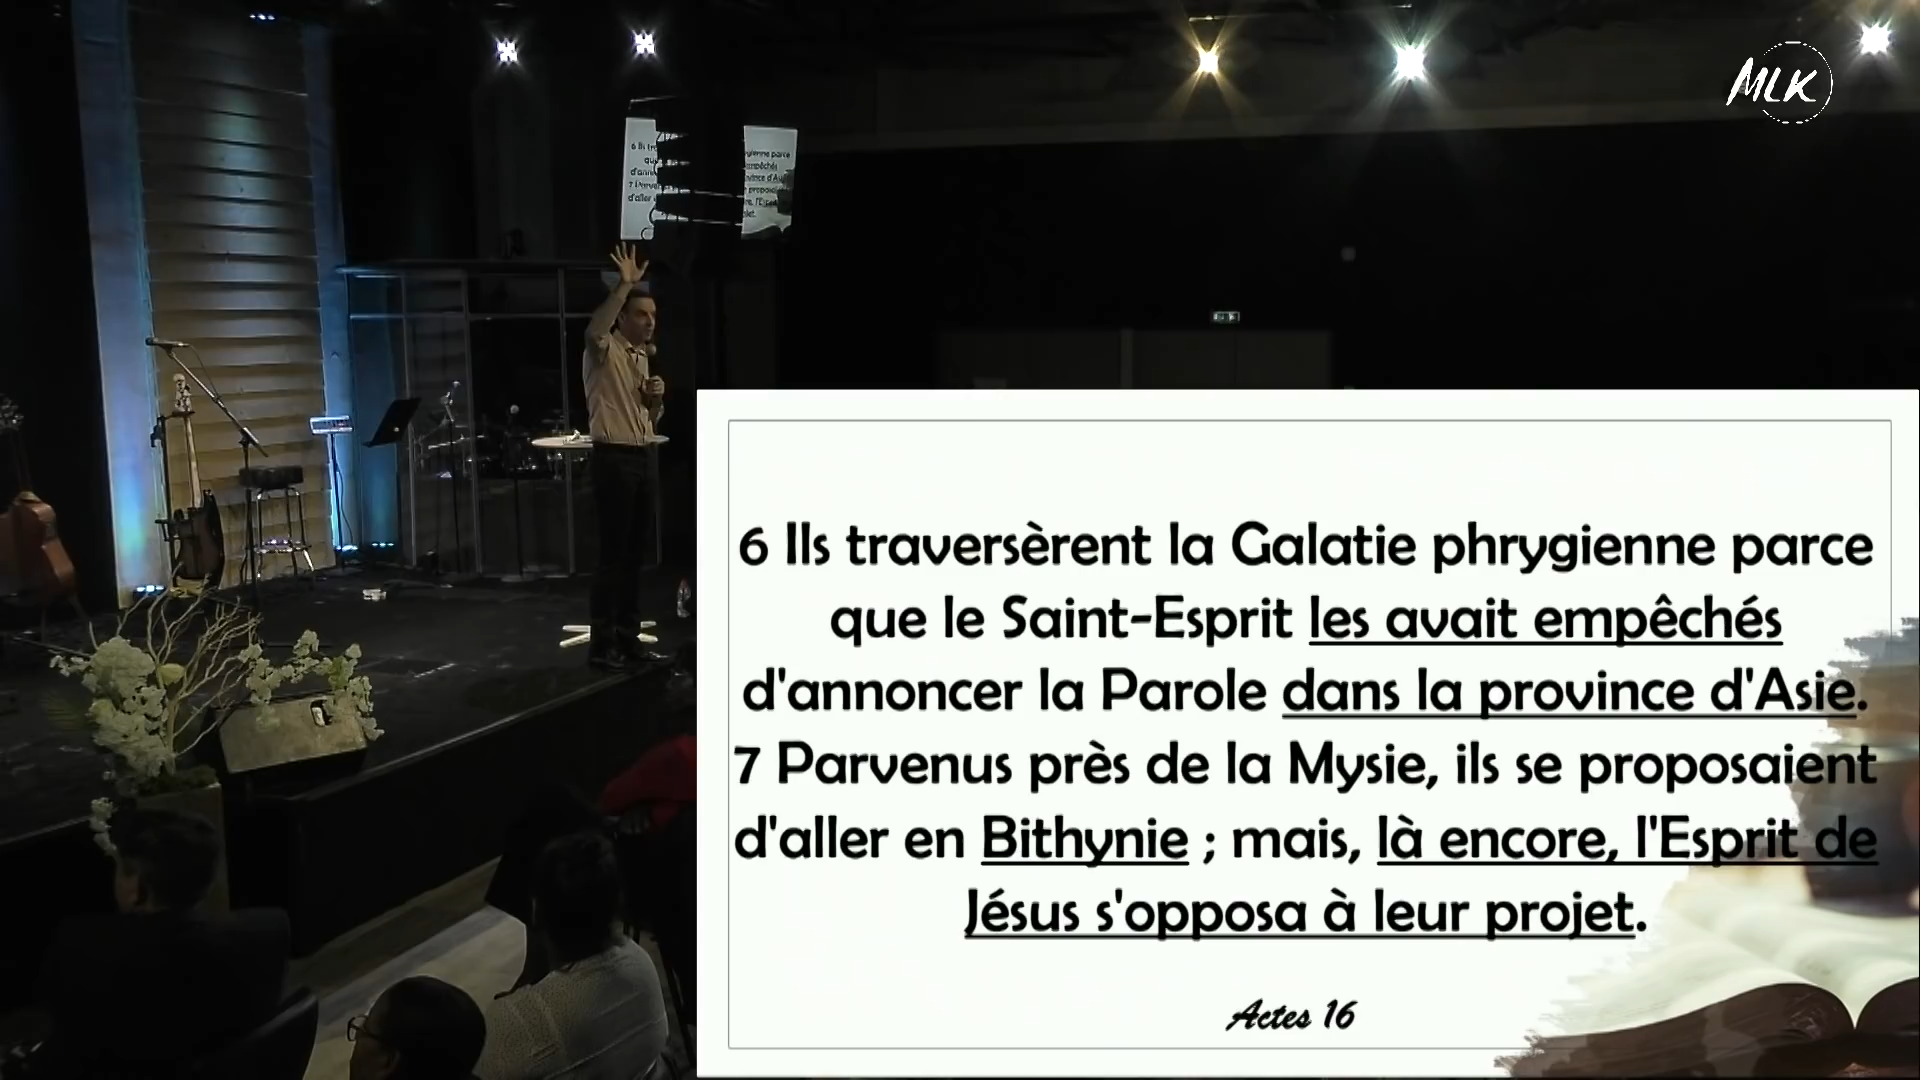 MLK
6 Ils traversèrent la Galatie phrygienne parce
que le Saint-Esprit les avait empêchés
d'annoncer la Parole dans la province d'Asie.
7 Parvenus près de la Mysie, ils se proposaient
d'aller en Bithynie ; mais, là encore, l'Esprit de
Jésus s'opposa à leur projet.
Actes 16